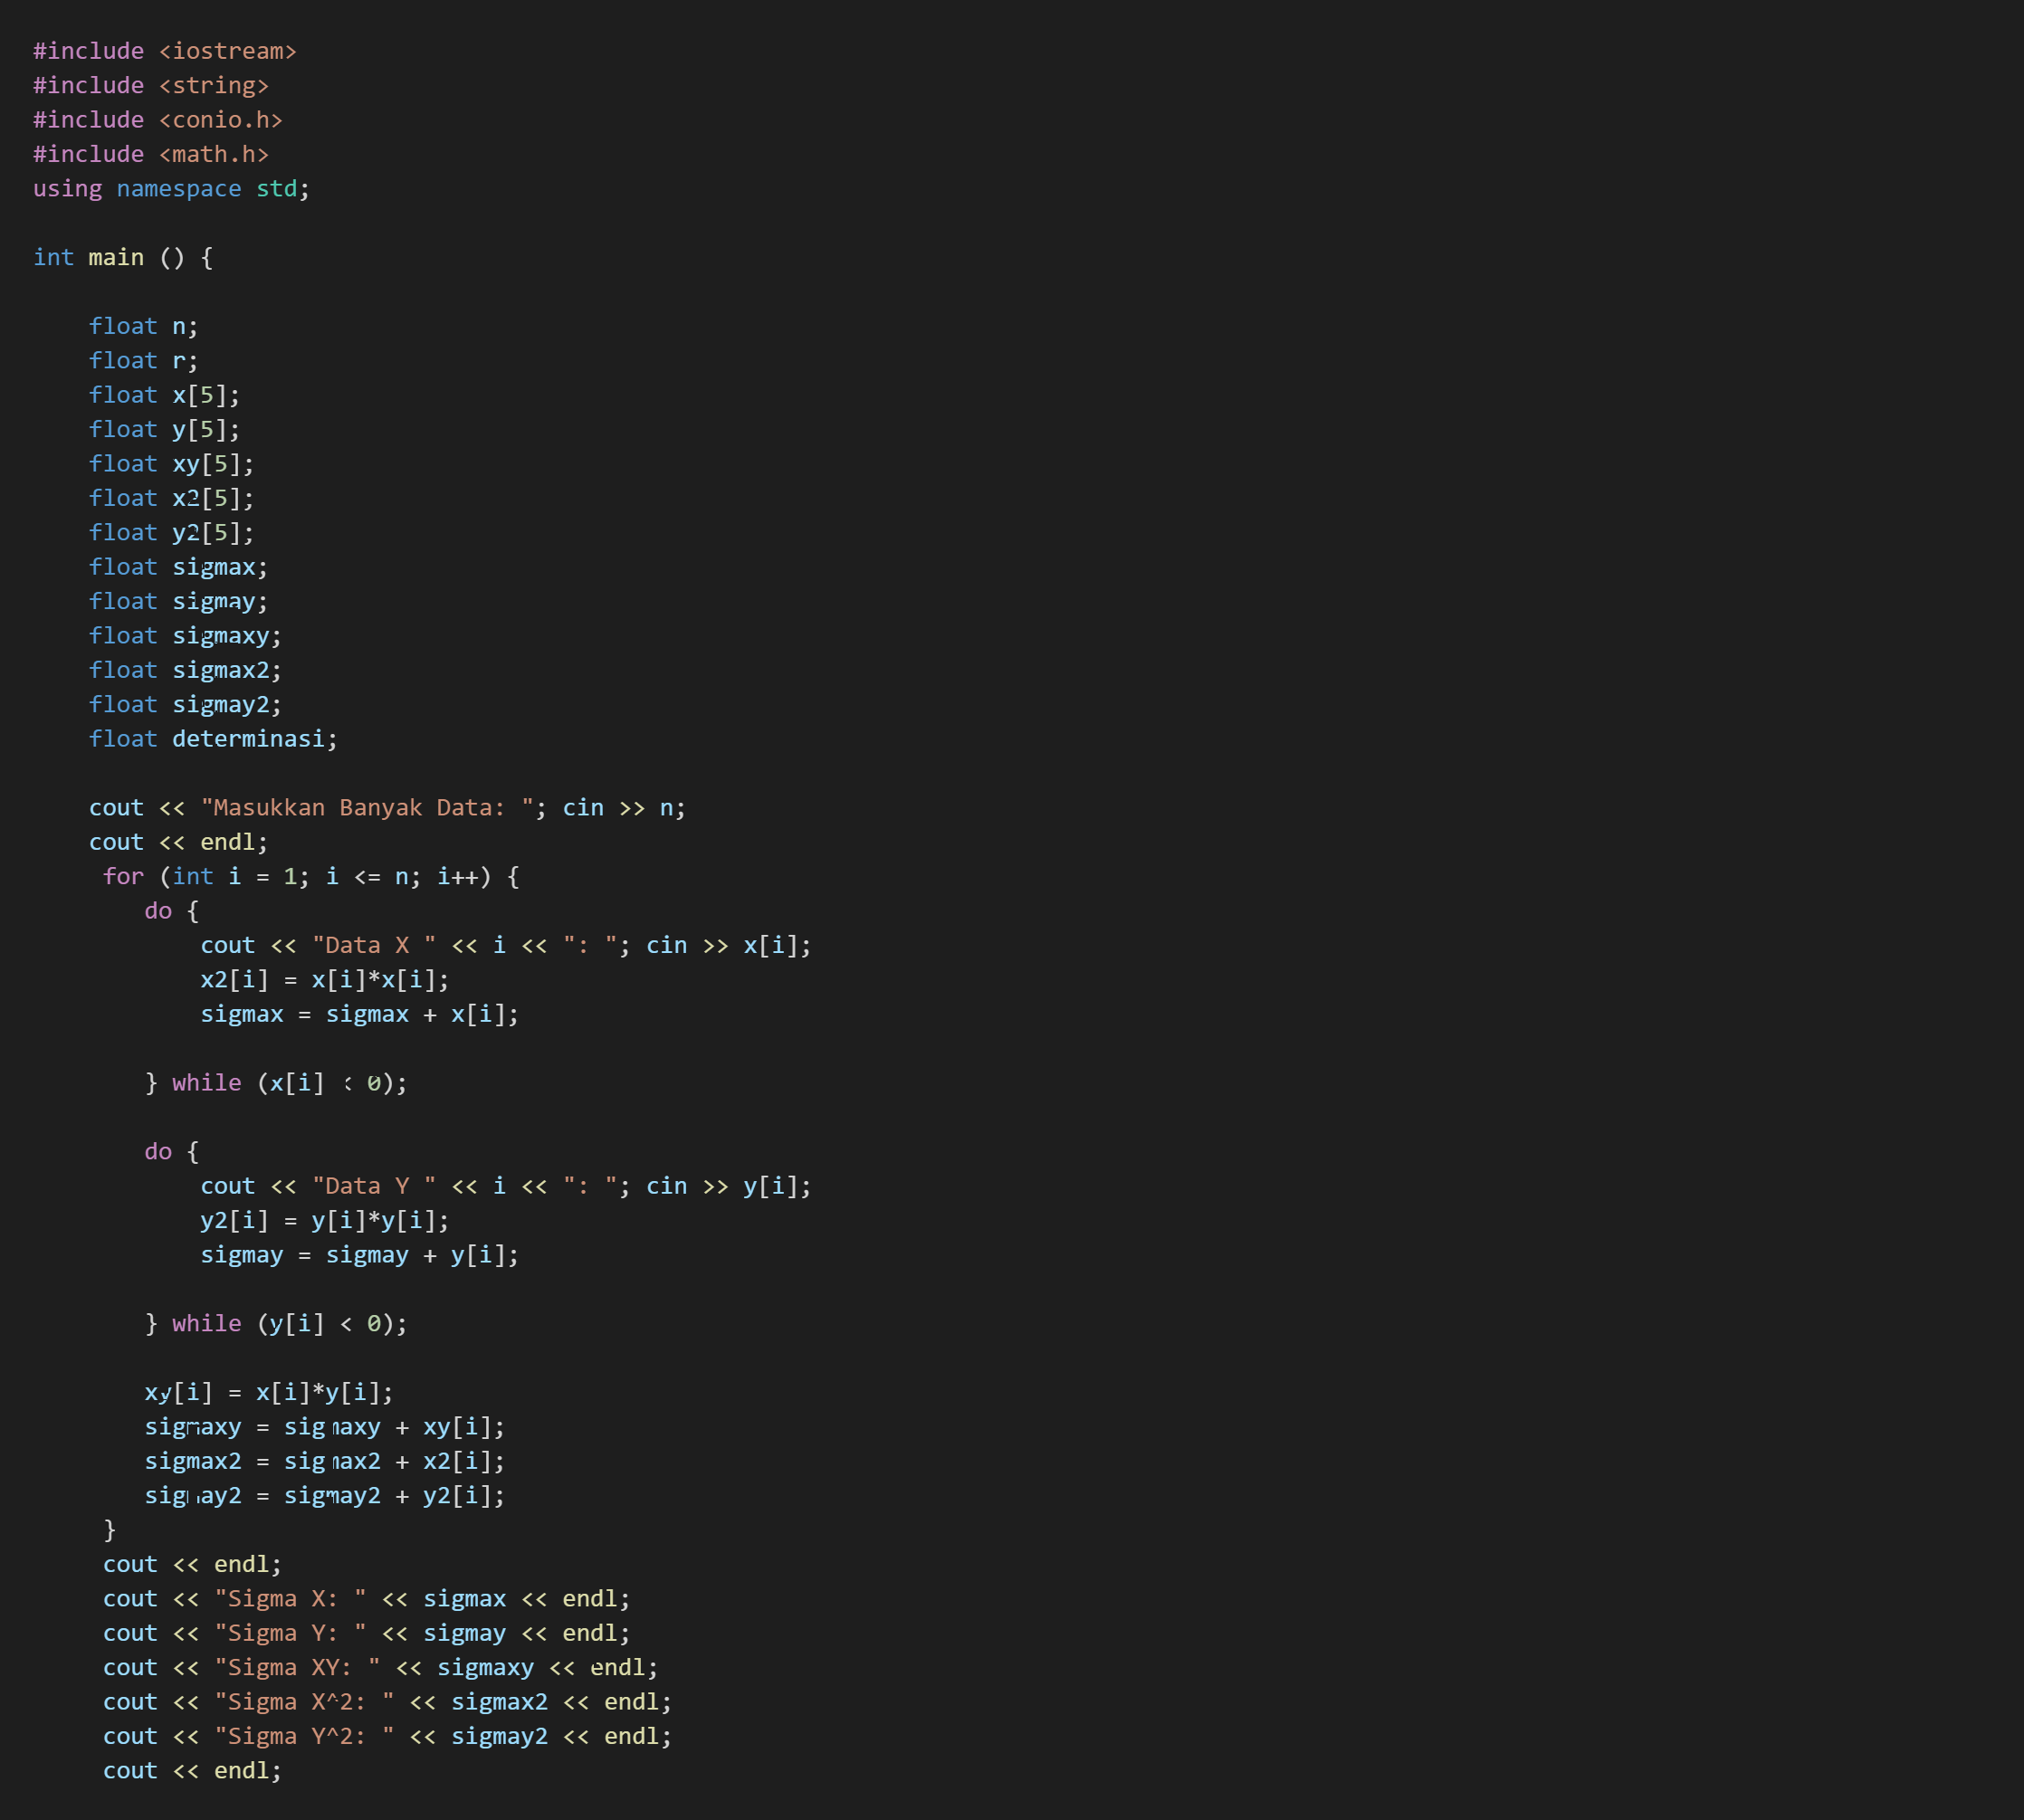 #include <iostream>
#include <string>
#include <conio.h>
#include <math.h>
using namespace std;

int main () {

    float n;
    float r;
    float x[5];
    float y[5];
    float xy[5];
    float x2[5];
    float y2[5];
    float sigmax;
    float sigmay;
    float sigmaxy;
    float sigmax2;
    float sigmay2;
    float determinasi;

    cout << "Masukkan Banyak Data: "; cin >> n;
    cout << endl;
     for (int i = 1; i <= n; i++) {
        do {
            cout << "Data X " << i << ": "; cin >> x[i];
            x2[i] = x[i]*x[i];
            sigmax = sigmax + x[i];

        } while (x[i] < 0);

        do {
            cout << "Data Y " << i << ": "; cin >> y[i];
            y2[i] = y[i]*y[i];
            sigmay = sigmay + y[i];

        } while (y[i] < 0);

        xy[i] = x[i]*y[i];
        sigmaxy = sigmaxy + xy[i];
        sigmax2 = sigmax2 + x2[i];
        sigmay2 = sigmay2 + y2[i];
     }
     cout << endl;
     cout << "Sigma X: " << sigmax << endl;
     cout << "Sigma Y: " << sigmay << endl;
     cout << "Sigma XY: " << sigmaxy << endl;
     cout << "Sigma X^2: " << sigmax2 << endl;
     cout << "Sigma Y^2: " << sigmay2 << endl;
     cout << endl;